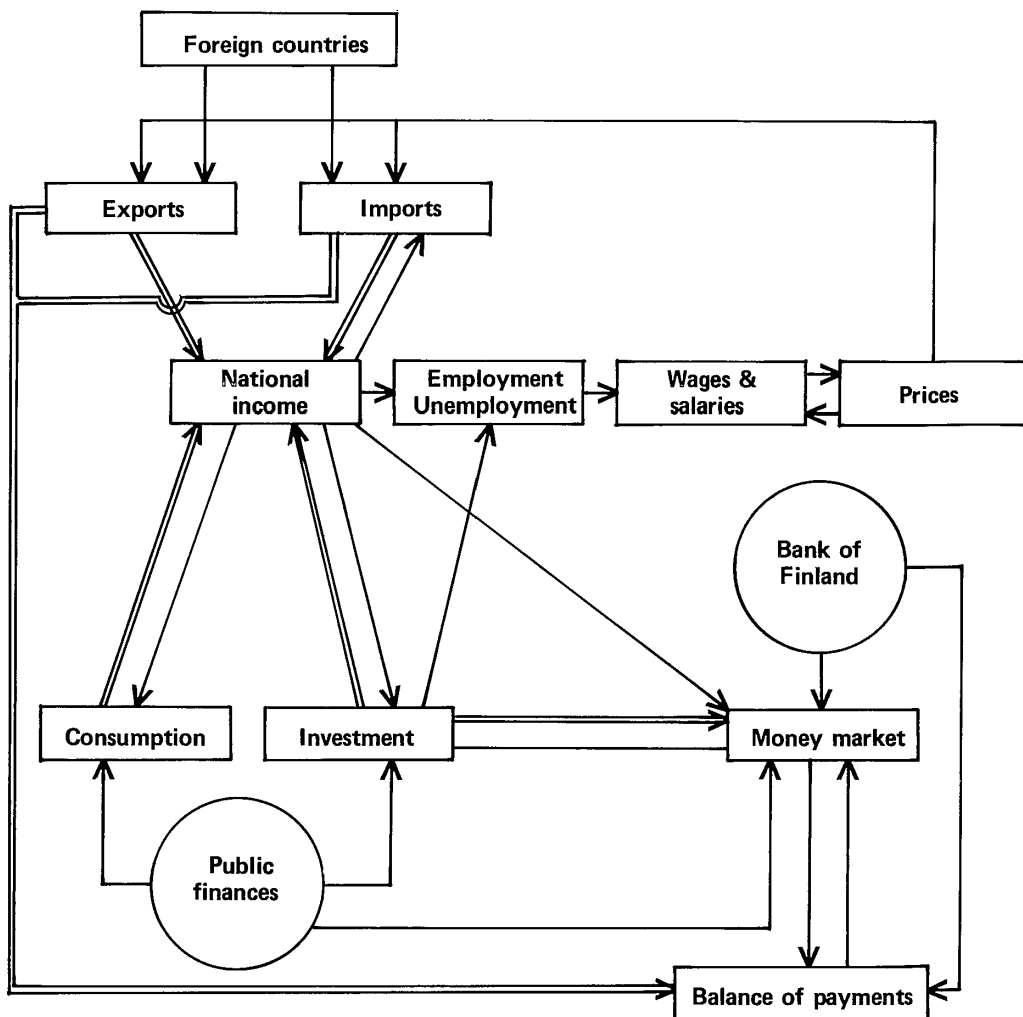 Foreign countries
Exports
Imports
National
income
Employment
Unemployment
Wages &
salaries
Prices
Bank of
Finland
Consumption
Investment
Money market
Public
finances
Balance of payments